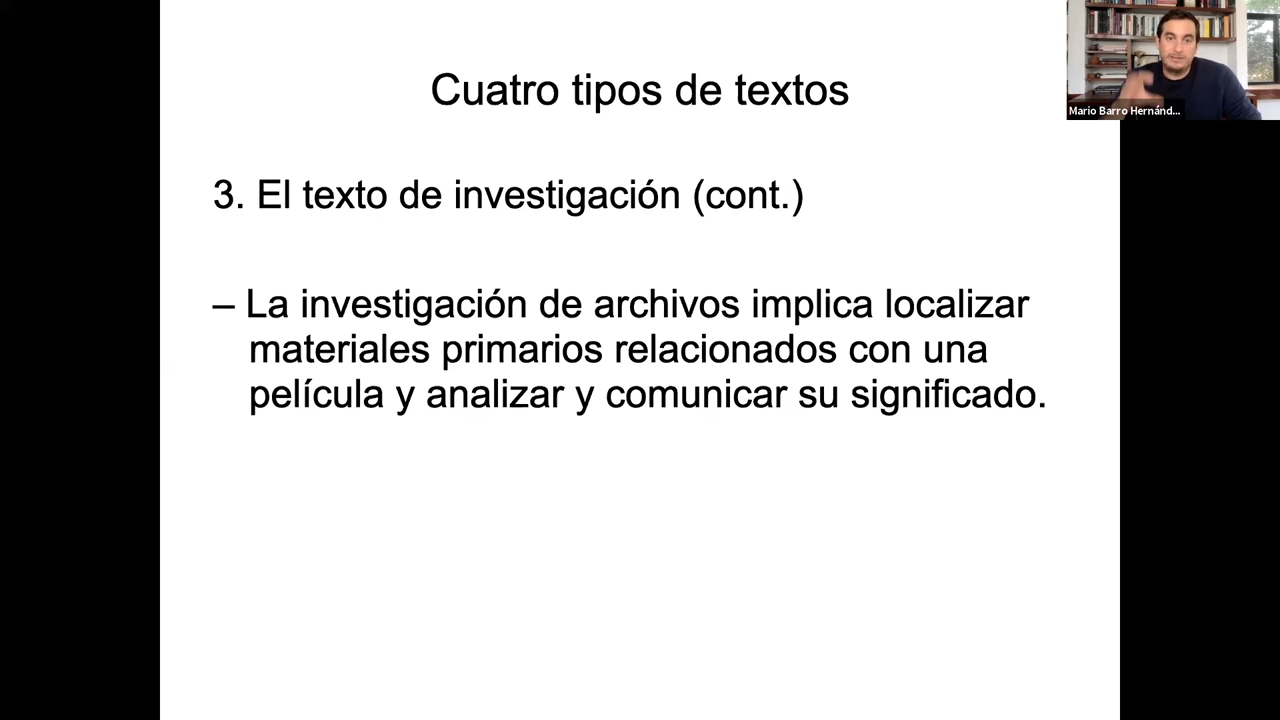 Cuatro tipos de textos
Mario Barro Hernánd...
3. El texto de investigación (cont.)
– La investigación de archivos implica localizar
materiales primarios relacionados con una
película y analizar y comunicar su significado.